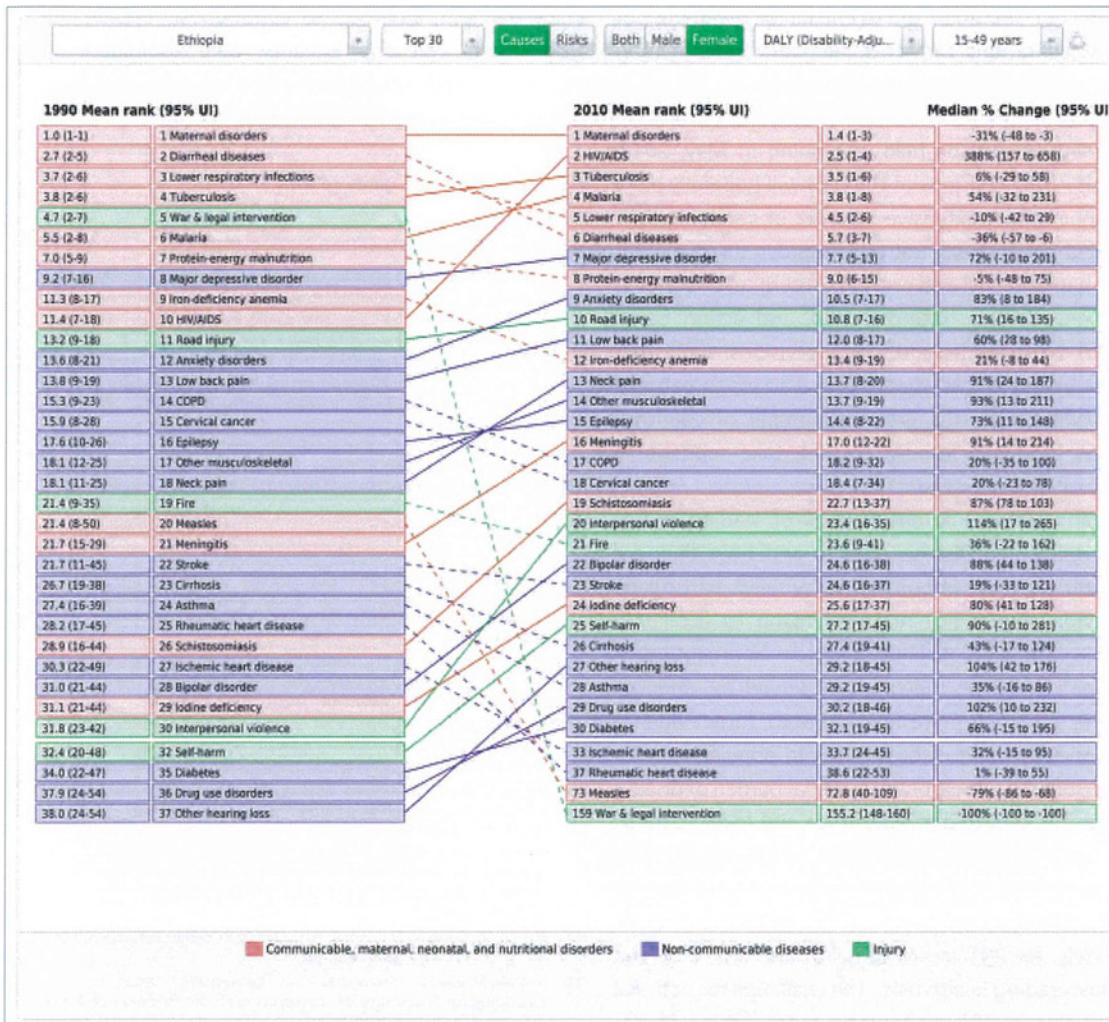 Ethiopia Top 30 Causes Risks Both Male Female DALY (Disability-Adju... 15-49 years
1990 Mean rank (95% UI) 2010 Mean rank (95% UI) Median % Change (95% UI
1.0 (1-1) 1 Maternal disorders 1 Maternal disorders 1.4 (1-3) -31% (-48 to -3)
2.7 (2-5) 2 Diarrheal diseases 2 HIV/AIDS 2.5 (1-4) 388% (157 to 658)
3.7 (2-6) 3 Lower respiratory infections 3 Tuberculosis 3.5 (1-6) 6% (-29 to 58)
3.8 (2-6) 4 Tuberculosis 4 Malaria 3.8 (1-8) 54% (-32 to 231)
4.7 (2-7) 5 War & legal intervention 5 Lower respiratory infections 4.5 (2-6) -10% (-42 to 29)
5.5 (2-8) 6 Malaria 6 Diarrheal diseases 5.7 (3-7) -36% (-57 to -6)
7.0 (5-9) 7 Protein-energy malnutrition 7 Major depressive disorder 7.7 (5-13) 72% (-10 to 201)
9.2 (7-16) 8 Major depressive disorder 8 Protein-energy malnutrition 9.0 (6-15) -5% (-48 to 75)
11.3 (8-17) 9 Iron-deficiency anemia 9 Anxiety disorders 10.5 (7-17) 83% (8 to 184)
11.4 (7-18) 10 HIV/AIDS 10 Road injury 10.8 (7-16) 71% (16 to 135)
13.2 (9-18) 11 Road injury 11 Low back pain 12.0 (8-17) 60% (28 to 98)
13.6 (8-21) 12 Anxiety disorders 12 Iron-deficiency anemia 13.4 (9-19) 21% (-8 to 44)
13.8 (9-19) 13 Low back pain 13 Neck pain 13.7 (8-20) 91% (24 to 187)
15.3 (9-23) 14 COPD 14 Other musculoskeletal 13.7 (9-19) 93% (13 to 211)
15.9 (8-28) 15 Cervical cancer 15 Epilepsy 14.4 (8-22) 73% (11 to 148)
17.6 (10-26) 16 Epilepsy 16 Meningitis 17.0 (12-22) 91% (14 to 214)
18.1 (12-25) 17 Other musculoskeletal 17 COPD 18.2 (9-32) 20% (-35 to 100)
18.1 (11-25) 18 Neck pain 18 Cervical cancer 18.4 (7-34) 20% (-23 to 78)
21.4 (9-35) 19 Fire 19 Schistosomiasis 22.7 (13-37) 87% (78 to 103)
21.4 (8-50) 20 Measles 20 Interpersonal violence 23.4 (16-35) 114% (17 to 265)
21.7 (15-29) 21 Meningitis 21 Fire 23.6 (9-41) 36% (-22 to 162)
21.7 (11-45) 22 Stroke 22 Bipolar disorder 24.6 (16-38) 88% (44 to 138)
26.7 (19-38) 23 Cirrhosis 23 Stroke 24.6 (16-37) 19% (-33 to 121)
27.4 (16-39) 24 Asthma 24 Iodine deficiency 25.6 (17-37) 80% (41 to 128)
28.2 (17-45) 25 Rheumatic heart disease 25 Self-harm 27.2 (17-45) 90% (-10 to 281)
28.9 (16-44) 26 Schistosomiasis 26 Cirrhosis 27.4 (19-41) 43% (-17 to 124)
30.3 (22-49) 27 Ischemic heart disease 27 Other hearing loss 29.2 (18-45) 104% (42 to 176)
31.0 (21-44) 28 Bipolar disorder 28 Asthma 29.2 (19-45) 35% (-16 to 86)
31.1 (21-44) 29 Iodine deficiency 29 Drug use disorders 30.2 (18-46) 102% (10 to 232)
31.8 (23-42) 30 Interpersonal violence 30 Diabetes 32.1 (19-45) 66% (-15 to 195)
32.4 (20-48) 32 Self-harm 33 Ischemic heart disease 33.7 (24-45) 32% (-15 to 95)
34.0 (22-47) 35 Diabetes 37 Rheumatic heart disease 38.6 (22-53) 1% (-39 to 55)
37.9 (24-54) 36 Drug use disorders 73 Measles 72.8 (40-109) -79% (-86 to -68)
38.0 (24-54) 37 Other hearing loss 159 War & legal intervention 155.2 (148-160) -100% (-100 to -100)
Communicable, maternal, neonatal, and nutritional disorders Non-communicable diseases Injury